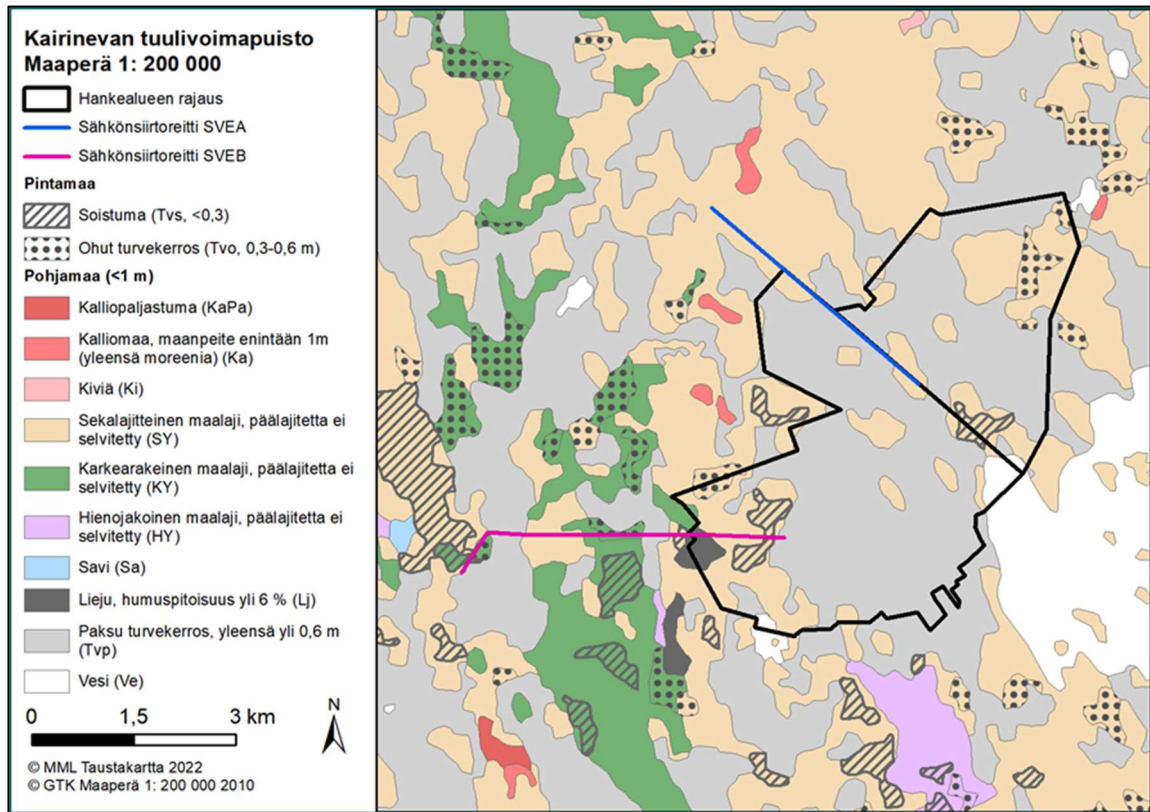 Kairinevan tuulivoimapuisto
Maaperä 1: 200 000
Hankealueen rajaus
Sähkönsiirtoreitti SVEA
Sähkönsiirtoreitti SVEB
Pintamaa
Soistuma (Tvs, <0,3)
Ohut turvekerros (Tvo, 0,3-0,6 m)
Pohjamaa (<1 m)
Kalliopaljastuma (KaPa)
Kalliomaa, maanpeite enintään 1m
(yleensä moreenia) (Ka)
Kiviä (Ki)
Sekalajitteinen maalaji, päälajitetta ei
selvitetty (SY)
Karkearakeinen maalaji, päälajitetta ei
selvitetty (KY)
Hienojakoinen maalaji, päälajitetta ei
selvitetty (HY)
Savi (Sa)
Lieju, humuspitoisuus yli 6 % (Lj)
Paksu turvekerros, yleensä yli 0,6 m
(Tvp)
Vesi (Ve)
0 1,5 3 km
N
© MML Taustakartta 2022
© GTK Maaperä 1: 200 000 2010